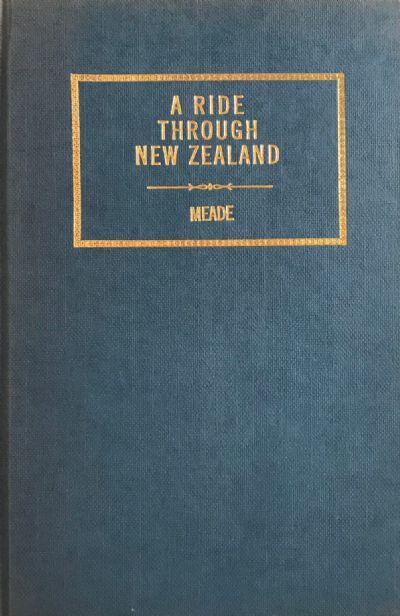 A RIDE
THROUGH
NEW ZEALAND
MEADE